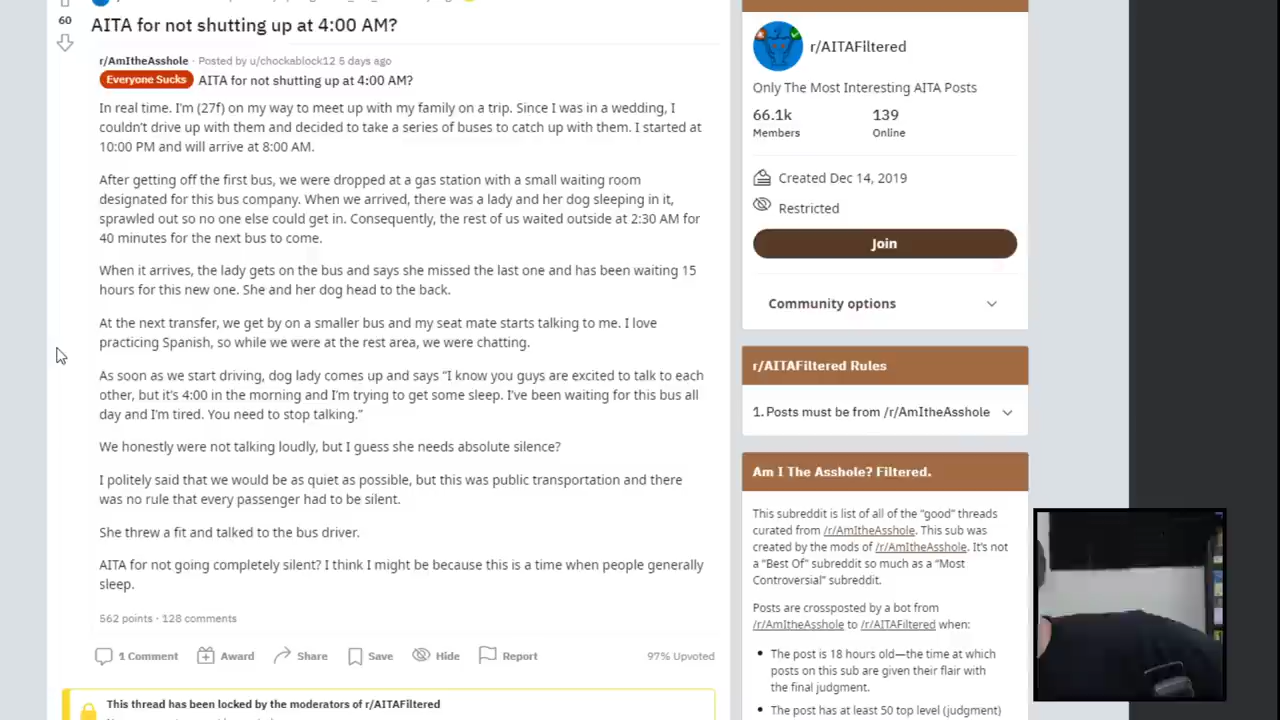 60
AITA for not shutting up at 4:00 AM?
r/AmItheAsshole · Posted by u/chockablock12 5 days ago
Everyone Sucks AITA for not shutting up at 4:00 AM?
In real time. I'm (27f) on my way to meet up with my family on a trip. Since I was in a wedding, I
couldn't drive up with them and decided to take a series of buses to catch up with them. I started at
10:00 PM and will arrive at 8:00 AM.
After getting off the first bus, we were dropped at a gas station with a small waiting room
designated for this bus company. When we arrived, there was a lady and her dog sleeping in it,
sprawled out so no one else could get in. Consequently, the rest of us waited outside at 2:30 AM for
40 minutes for the next bus to come.
When it arrives, the lady gets on the bus and says she missed the last one and has been waiting 15
hours for this new one. She and her dog head to the back.
At the next transfer, we get by on a smaller bus and my seat mate starts talking to me. I love
practicing Spanish, so while we were at the rest area, we were chatting.
As soon as we start driving, dog lady comes up and says “I know you guys are excited to talk to each
other, but it's 4:00 in the morning and I'm trying to get some sleep. I've been waiting for this bus all
day and I'm tired. You need to stop talking.”
We honestly were not talking loudly, but I guess she needs absolute silence?
I politely said that we would be as quiet as possible, but this was public transportation and there
was no rule that every passenger had to be silent.
She threw a fit and talked to the bus driver.
AITA for not going completely silent? I think I might be because this is a time when people generally
sleep.
562 points · 128 comments
1 Comment Award Share Save Hide Report 97% Upvoted
This thread has been locked by the moderators of r/AITAFiltered
r/AITAFiltered
Only The Most Interesting AITA Posts
66.1k 139
Members Online
Created Dec 14, 2019
Restricted
Join
Community options
r/AITAFiltered Rules
1. Posts must be from /r/AmItheAsshole
Am I The Asshole? Filtered.
This subreddit is list of all of the “good” threads
curated from /r/AmItheAsshole. This sub was
created by the mods of /r/AmItheAsshole. It's not
a “Best Of” subreddit so much as a “Most
Controversial” subreddit.
Posts are crossposted by a bot from
/r/AmItheAsshole to /r/AITAFiltered when:
The post is 18 hours old—the time at which
posts on this sub are given their flair with
the final judgment.
The post has at least 50 top level (judgment)